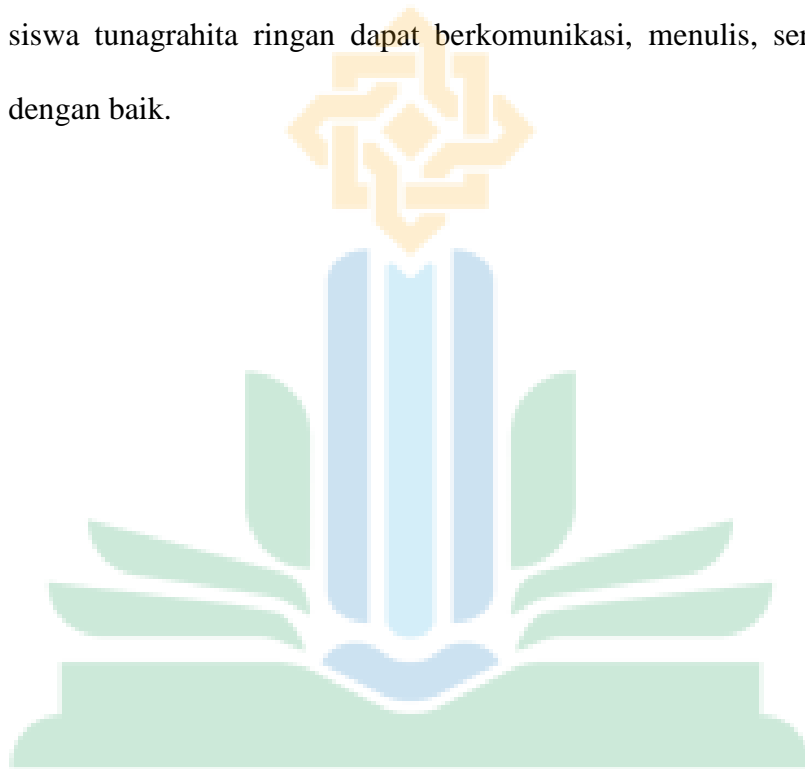 siswa tunagrahita ringan dapat berkomunikasi, menulis,
dengan baik.